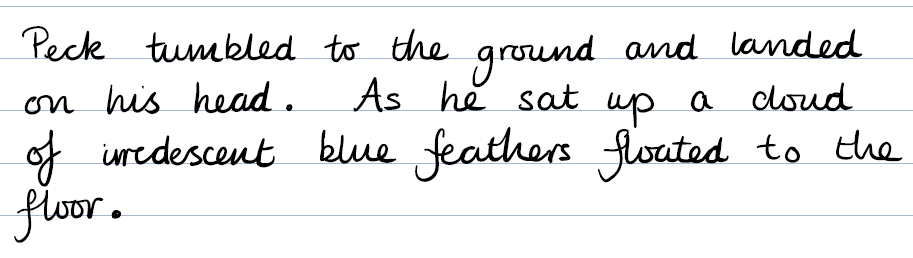 Peck tumbled to the ground and landed
on his head. As he sat up a cloud
of irredescent blue feathers floated to the
floor.